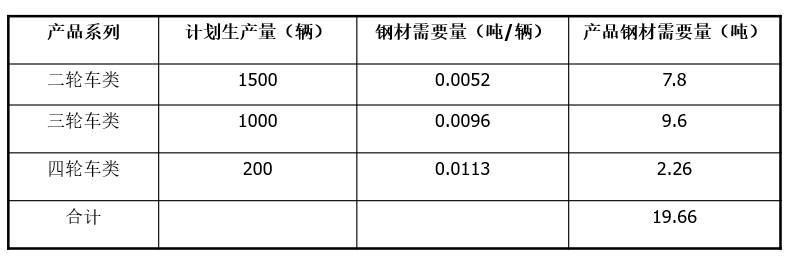 产品系列 计划生产量（辆） 钢材需要量（吨/辆） 产品钢材需要量（吨）
二轮车类 1500 0.0052 7.8
三轮车类 1000 0.0096 9.6
四轮车类 200 0.0113 2.26
合计 19.66